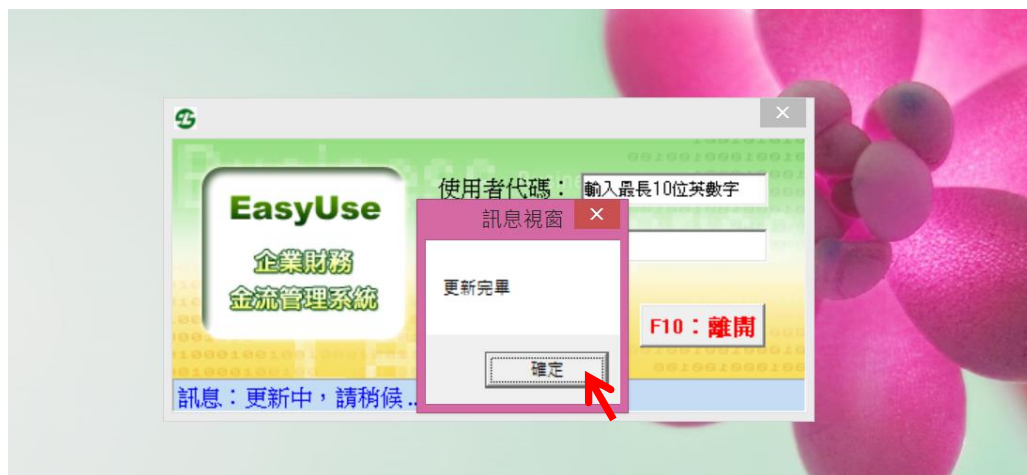 使用者代碼：
輸入最長10位英數字
EasyUse
企業財務
金流管理系統
訊息視窗
更新完畢
確定
F10：離開
訊息：更新中，請稍候..